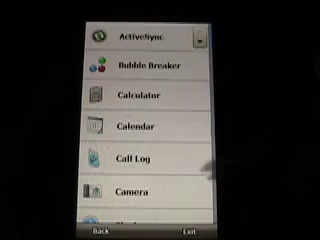 ActiveSync
Bubble Breaker
Calculator
Calendar
Call Log
Camera
Back Exit